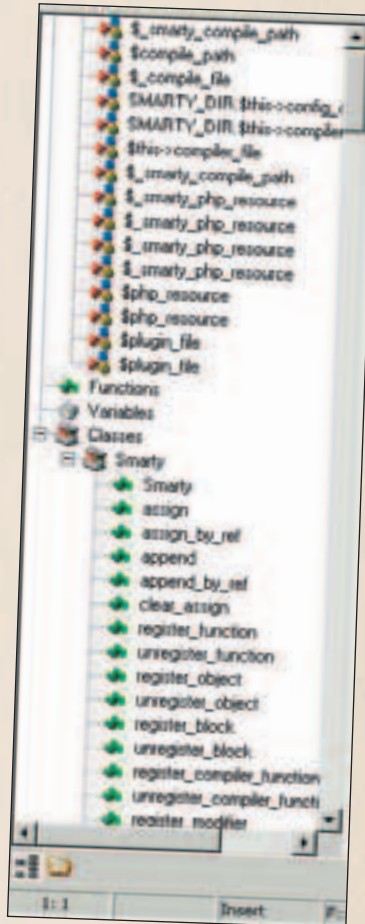 $_smarty_compile_path
$compile_path
$_compile_file
SMARTY_DIR.$this->config_
SMARTY_DIR.$this->compiler
$this->compiler_file
$_smarty_compile_path
$_smarty_php_resource
$_smarty_php_resource
$_smarty_php_resource
$_smarty_php_resource
$php_resource
$php_resource
$plugin_file
$plugin_file
Functions
Variables
Classes
Smarty
Smarty
assign
assign_by_ref
append
append_by_ref
clear_assign
register_function
unregister_function
register_object
unregister_object
register_block
unregister_block
register_compiler_function
unregister_compiler_functi
register_modifier
1: 1 Insert